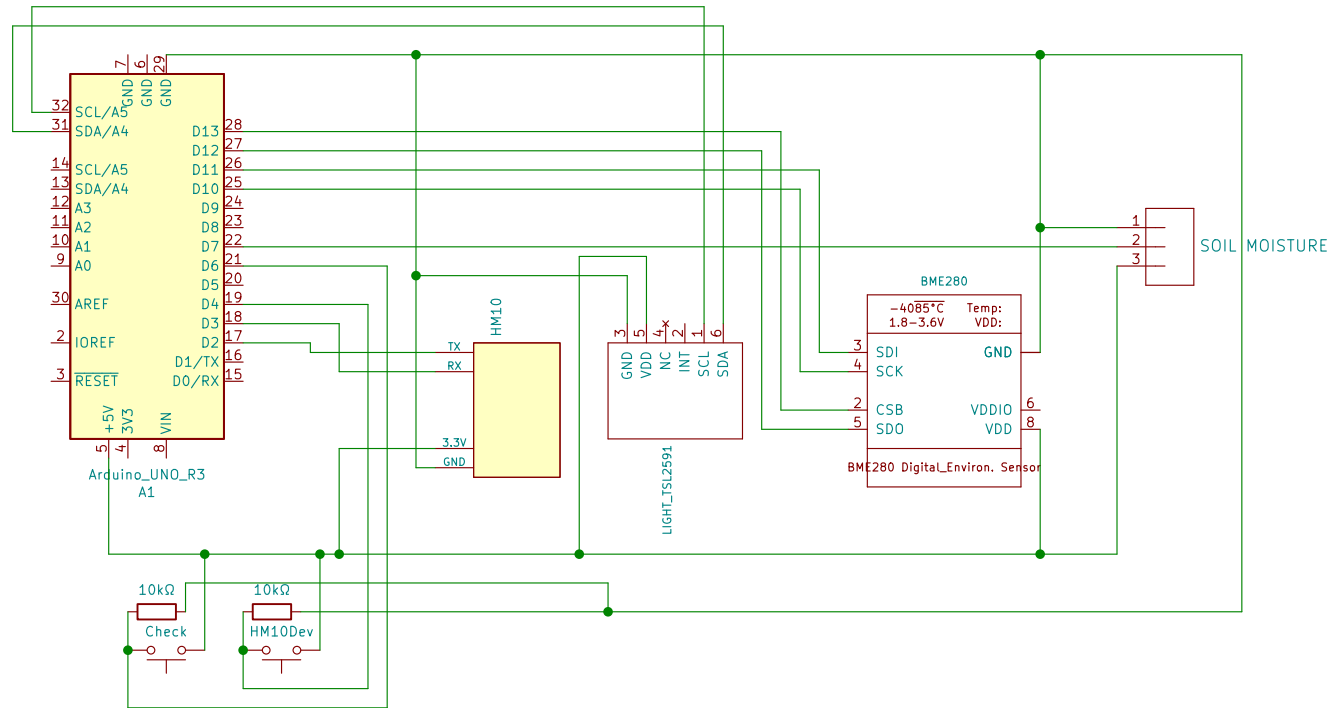 7
6
29
GND
GND
GND
32
SCL/A5
31
SDA/A4
14
SCL/A5
13
SDA/A4
12
A3
11
A2
10
A1
9
A0
30
AREF
2
IOREF
3
RESET
D13
28
D12
27
D11
26
D10
25
D9
24
D8
23
D7
22
D6
21
D5
20
D4
19
D3
18
D2
17
D1/TX
16
D0/RX
15
+5V
3V3
VIN
5
4
8
Arduino_UNO_R3
A1
HM10
TX
RX
3.3V
GND
3
5
4
2
1
6
GND
VDD
NC
INT
SCL
SDA
LIGHT_TSL2591
BME280
-4085°C Temp:
1.8-3.6V VDD:
3
SDI
4
SCK
2
CSB
5
SDO
GND
VDDIO
6
VDD
8
BME280 Digital_Environ. Sensor
1
2
3
SOIL MOISTURE
10kΩ
Check
10kΩ
HM10Dev